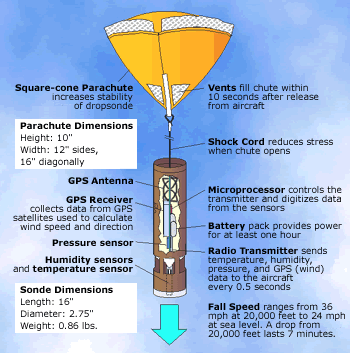 Square-cone Parachute
increases stability
of dropsonde
Vents fill chute within
10 seconds after release
from aircraft
Parachute Dimensions
Height: 10"
Width: 12" sides,
16" diagonally
Shock Cord reduces stress
when chute opens
GPS Antenna
GPS Receiver
collects data from GPS
satellites used to calculate
wind speed and direction
Pressure sensor
Humidity sensors
and temperature sensor
Microprocessor controls the
transmitter and digitizes data
from the sensors
Battery pack provides power
for at least one hour
Radio Transmitter sends
temperature, humidity,
pressure, and GPS (wind)
data to the aircraft
every 0.5 seconds
Sonde Dimensions
Length: 16"
Diameter: 2.75"
Weight: 0.86 lbs.
Fall Speed ranges from 36
mph at 20,000 feet to 24 mph
at sea level. A drop from
20,000 feet lasts 7 minutes.